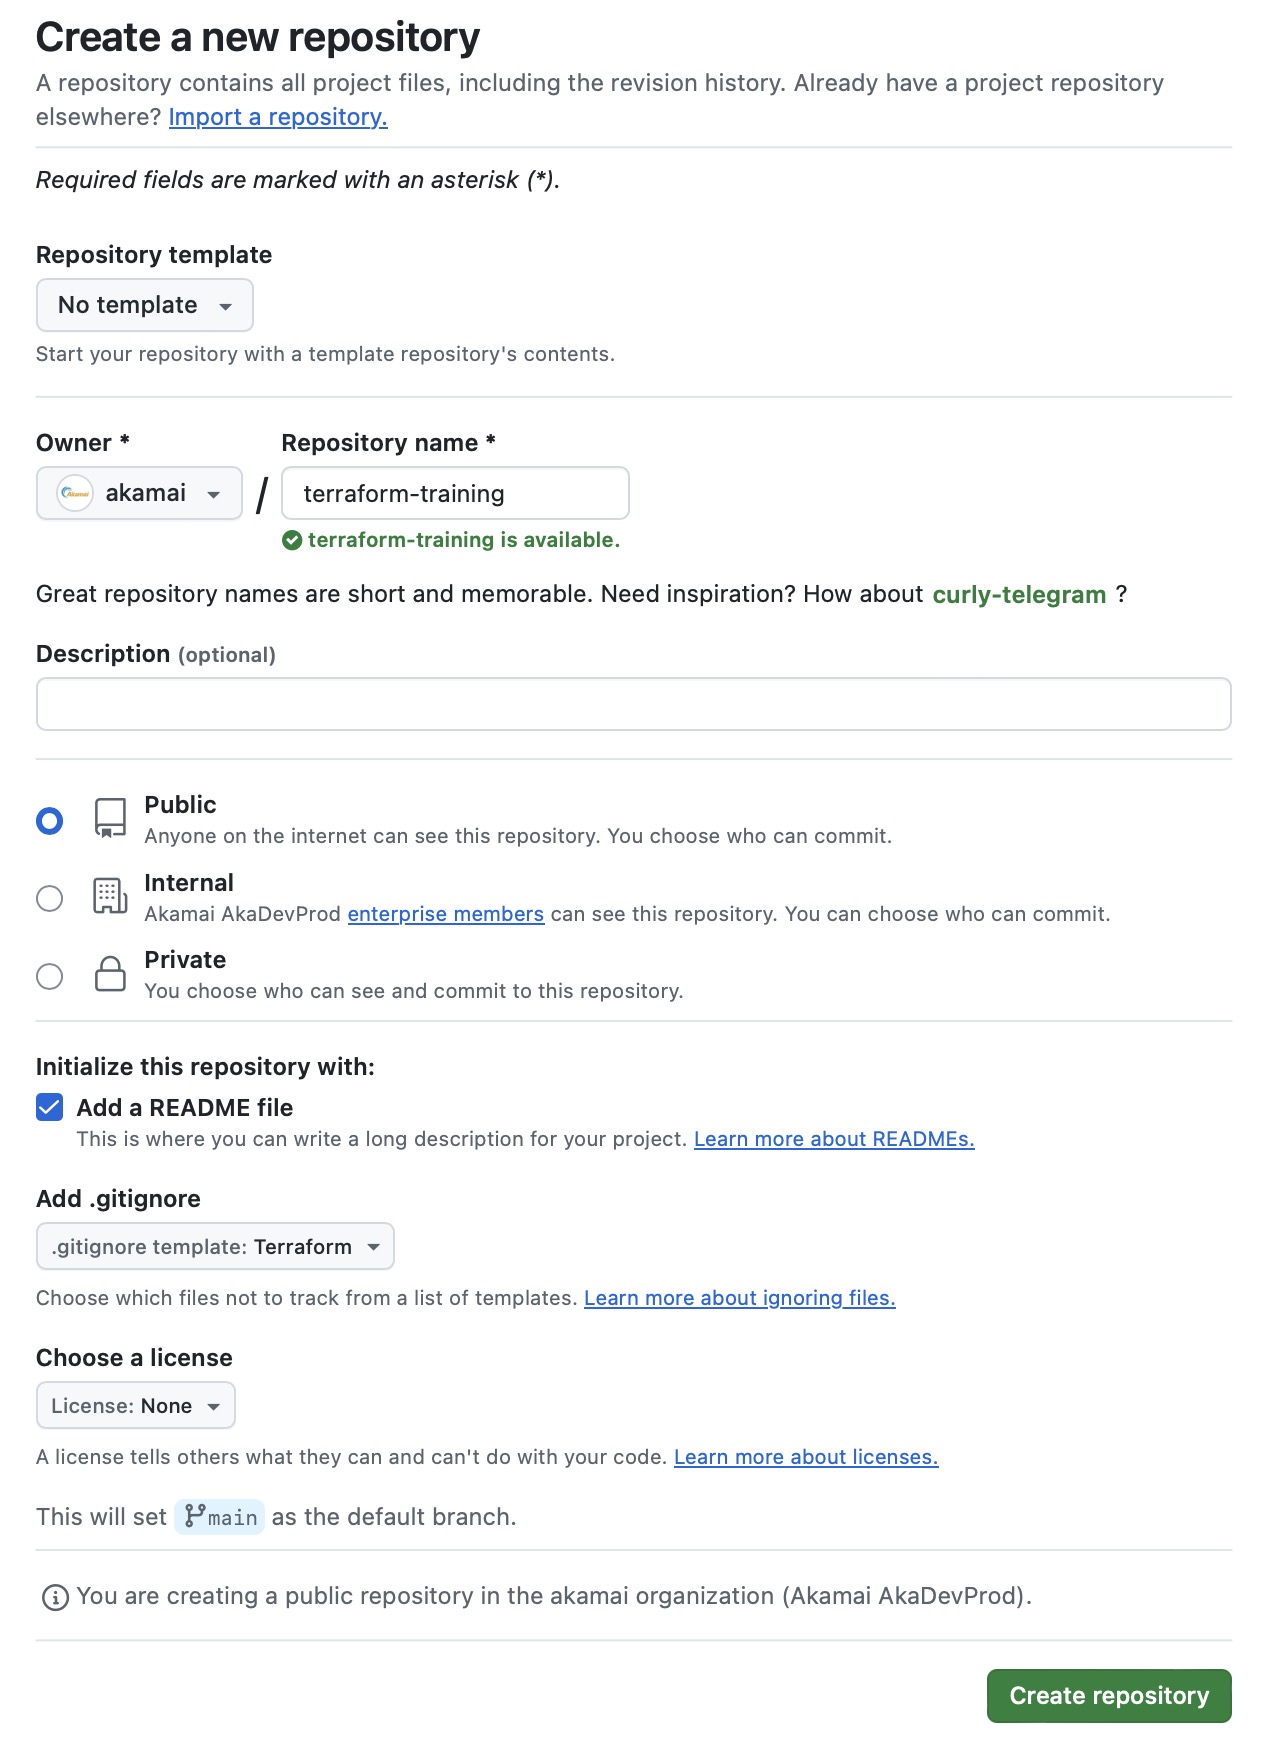 Create a new repository
A repository contains all project files, including the revision history. Already have a project repository
elsewhere? Import a repository.
Required fields are marked with an asterisk (*).
Repository template
No template
Start your repository with a template repository's contents.
Owner * Repository name *
Akamai akamai / terraform-training
terraform-training is available.
Great repository names are short and memorable. Need inspiration? How about curly-telegram ?
Description (optional)
Public
Anyone on the internet can see this repository. You choose who can commit.
Internal
Akamai AkaDevProd enterprise members can see this repository. You can choose who can commit.
Private
You choose who can see and commit to this repository.
Initialize this repository with:
Add a README file
This is where you can write a long description for your project. Learn more about READMEs.
Add .gitignore
.gitignore template: Terraform
Choose which files not to track from a list of templates. Learn more about ignoring files.
Choose a license
License: None
A license tells others what they can and can't do with your code. Learn more about licenses.
This will set main as the default branch.
You are creating a public repository in the akamai organization (Akamai AkaDevProd).
Create repository